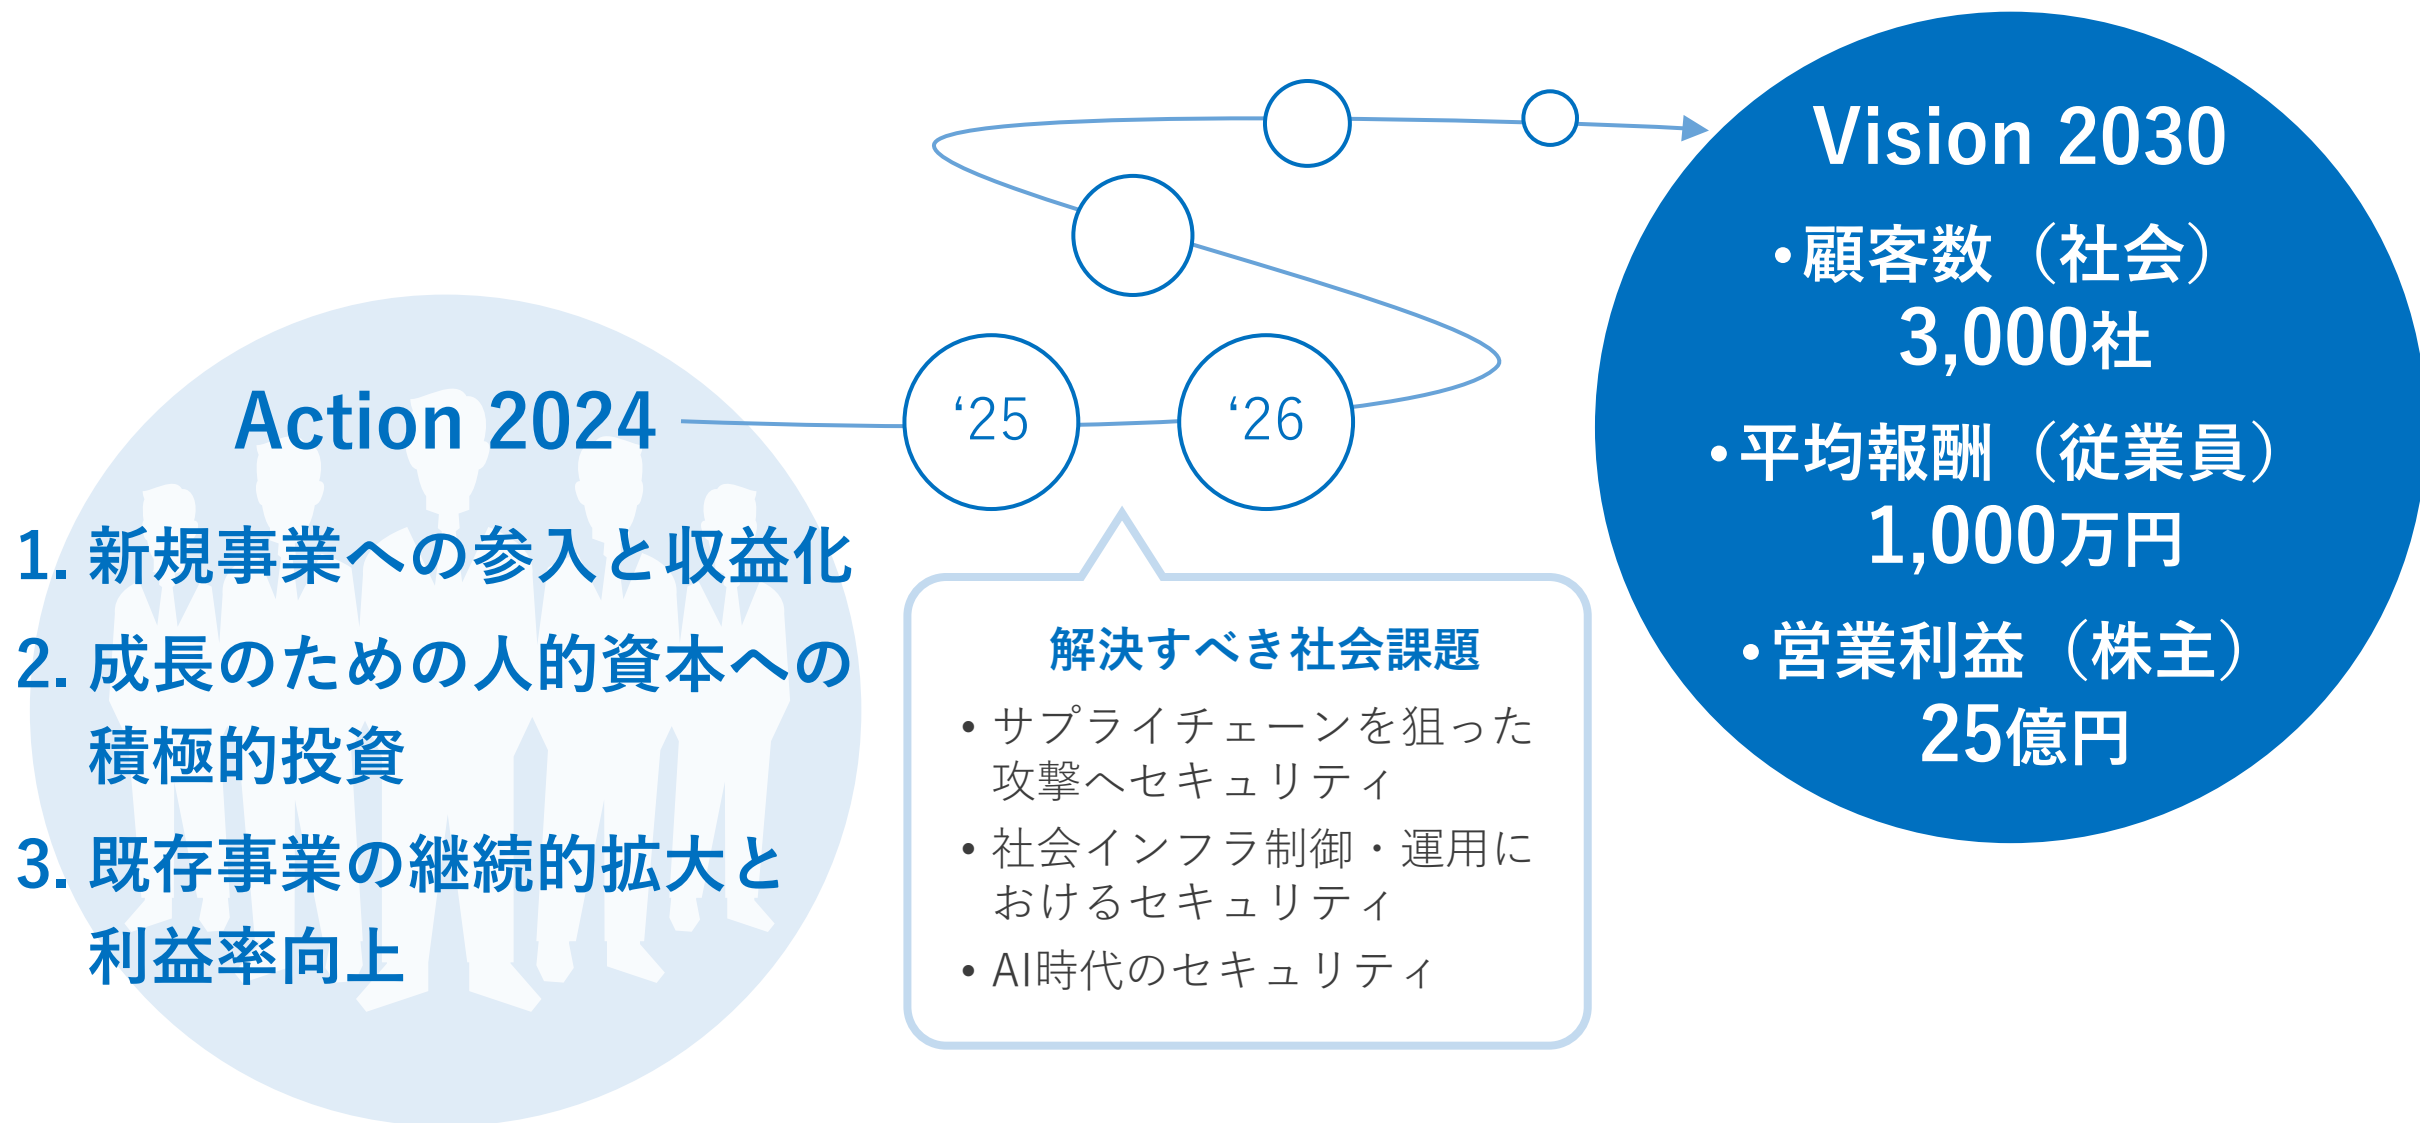 Action 2024
1. 新規事業への参入と収益化
2. 成長のための人的資本への
積極的投資
3. 既存事業の継続的拡大と
利益率向上
‘25
‘26
解決すべき社会課題
• サプライチェーンを狙った
攻撃へセキュリティ
• 社会インフラ制御・運用に
おけるセキュリティ
• AI時代のセキュリティ
Vision 2030
•顧客数（社会）
3,000社
•平均報酬（従業員）
1,000万円
•営業利益（株主）
25億円